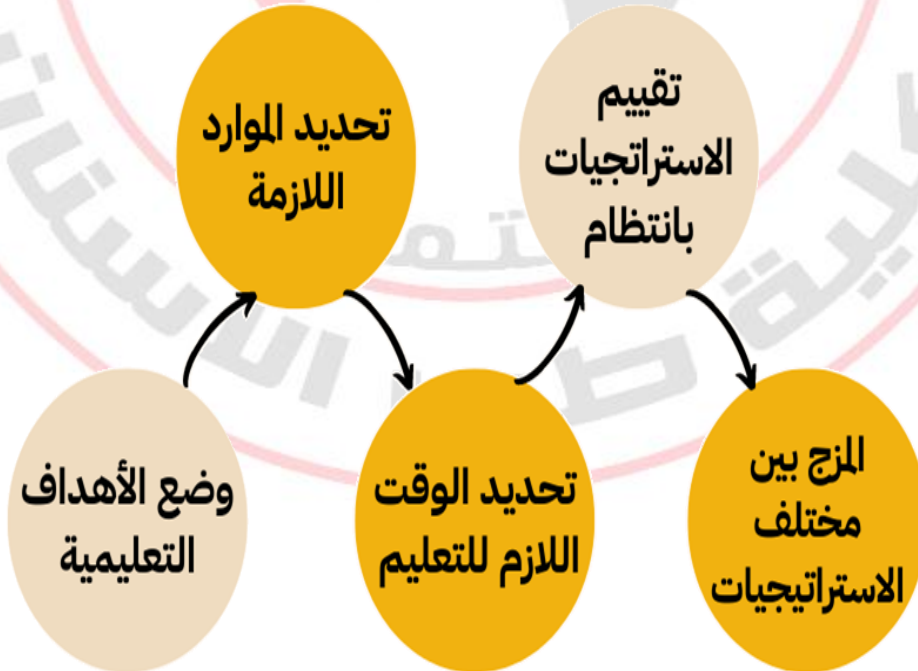 وضع الأهداف
التعليمية
تحديد الموارد
اللازمة
تحديد الوقت
اللازم للتعليم
تقييم
الاستراتجيات
بانتظام
المزج بين
مختلف
الاستراتيجيات